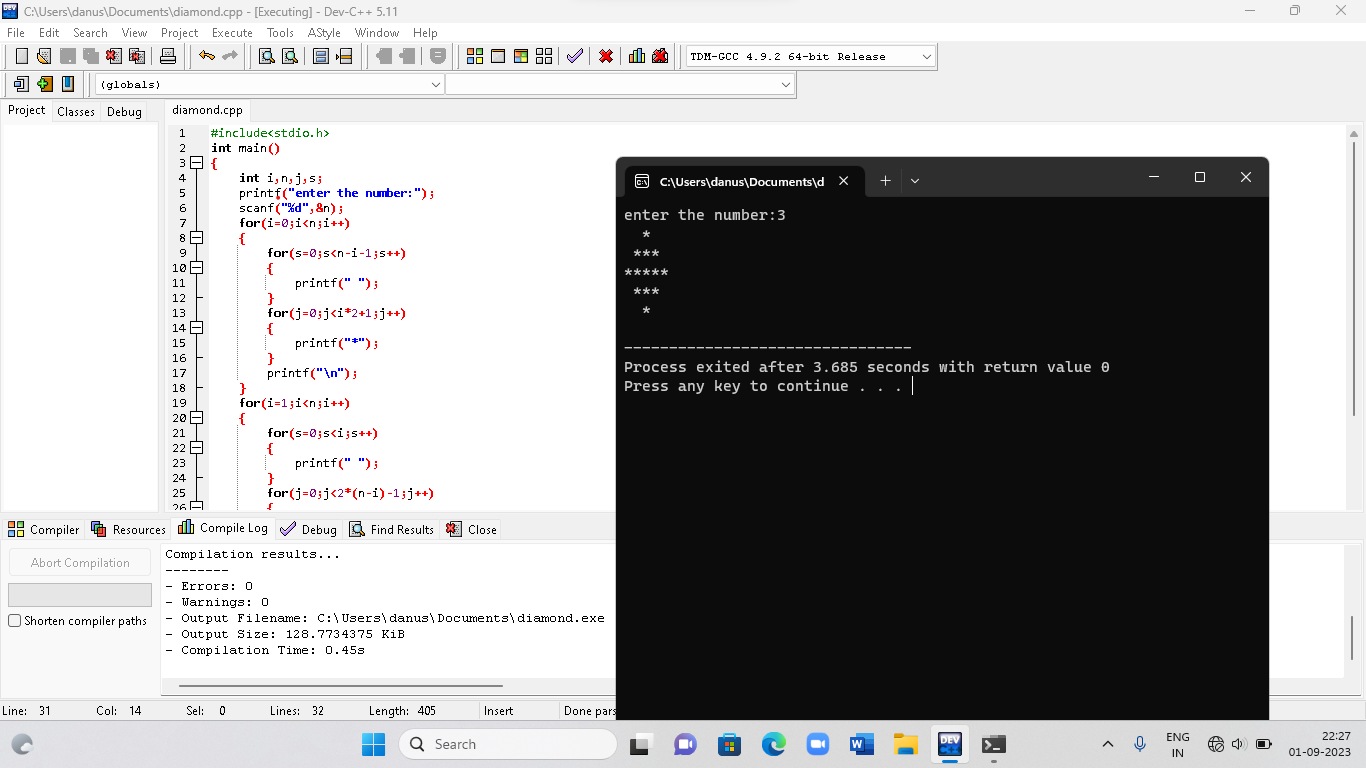 C:\Users\danus\Documents\diamond.cpp - [Executing] - Dev-C++ 5.11
File Edit Search View Project Execute Tools AStyle Window Help
TDM-GCC 4.9.2 64-bit Release
(globals)
Project Classes Debug
diamond.cpp
1 #include<stdio.h>
2 int main()
3 {
4 int i,n,j,s;
5 printf("enter the number:");
6 scanf("%d",&n);
7 for(i=0;i<n;i++)
8 {
9 for(s=0;s<n-i-1;s++)
10 {
11 printf(" ");
12 }
13 for(j=0;j<i*2+1;j++)
14 {
15 printf("*");
16 }
17 printf("\n");
18 }
19 for(i=1;i<n;i++)
20 {
21 for(s=0;s<i;s++)
22 {
23 printf(" ");
24 }
25 for(j=0;j<2*(n-i)-1;j++)
26 {
C:\Users\danus\Documents\d
enter the number:3
  *
 ***
*****
 ***
  *
--------------------------------
Process exited after 3.685 seconds with return value 0
Press any key to continue . . .
Compiler Resources Compile Log Debug Find Results Close
Abort Compilation
Shorten compiler paths
Compilation results...
--------
- Errors: 0
- Warnings: 0
- Output Filename: C:\Users\danus\Documents\diamond.exe
- Output Size: 128.7734375 KiB
- Compilation Time: 0.45s
Line: 31 Col: 14 Sel: 0 Lines: 32 Length: 405 Insert Done pars
Search
DEV
ENG
IN
22:27
01-09-2023